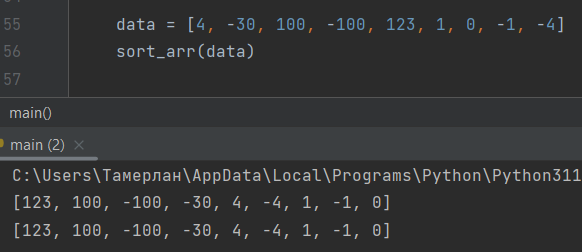 55 data = [4, -30, 100, -100, 123, 1, 0, -1, -4]
56 sort_arr(data)
57
main()
main (2) ×
C:\Users\Тамерлан\AppData\Local\Programs\Python\Python311
[123, 100, -100, -30, 4, -4, 1, -1, 0]
[123, 100, -100, -30, 4, -4, 1, -1, 0]